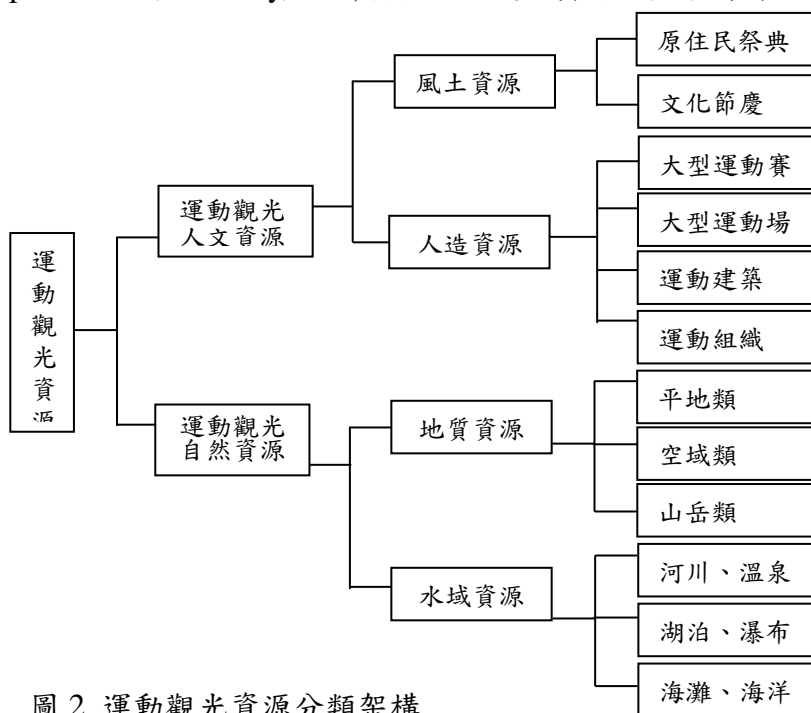 原住民祭典
風土資源
文化節慶
大型運動賽
運動觀光
人文資源
大型運動場
人造資源
運動建築
運動組織
運動觀光資源
平地類
運動觀光
自然資源
地質資源
空域類
山岳類
河川、溫泉
水域資源
湖泊、瀑布
海灘、海洋
圖 2 運動觀光資源分類架構